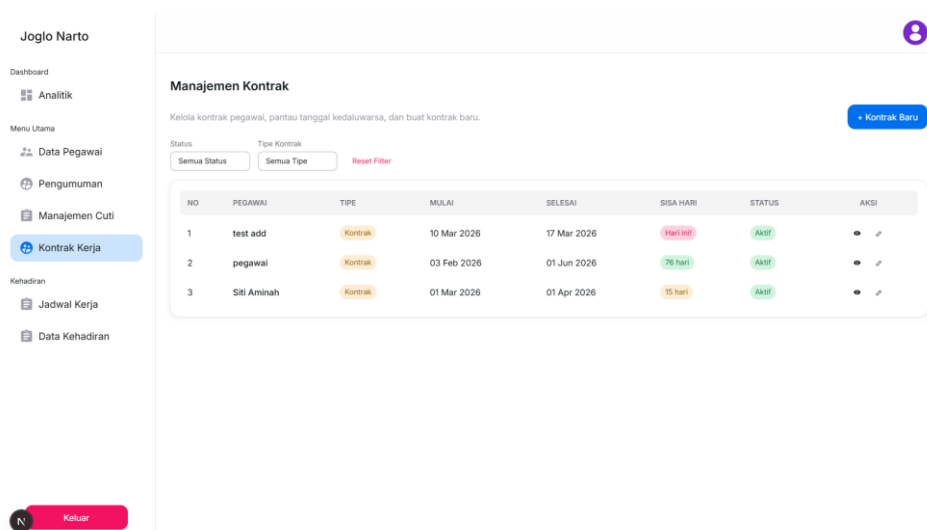 Joglo Narto
Dashboard
Analitik
Menu Utama
Data Pegawai
Pengumuman
Manajemen Cuti
Kontrak Kerja
Kehadiran
Jadwal Kerja
Data Kehadiran
N
Keluar
Manajemen Kontrak
Kelola kontrak pegawai, pantau tanggal kedaluwarsa, dan buat kontrak baru.
+ Kontrak Baru
Status Tipe Kontrak
Semua Status Semua Tipe Reset Filter
NO PEGAWAI TIPE MULAI SELESAI SISA HARI STATUS AKSI
1 test add Kontrak 10 Mar 2026 17 Mar 2026 Hari ini! Aktif
2 pegawai Kontrak 03 Feb 2026 01 Jun 2026 76 hari Aktif
3 Siti Aminah Kontrak 01 Mar 2026 01 Apr 2026 15 hari Aktif